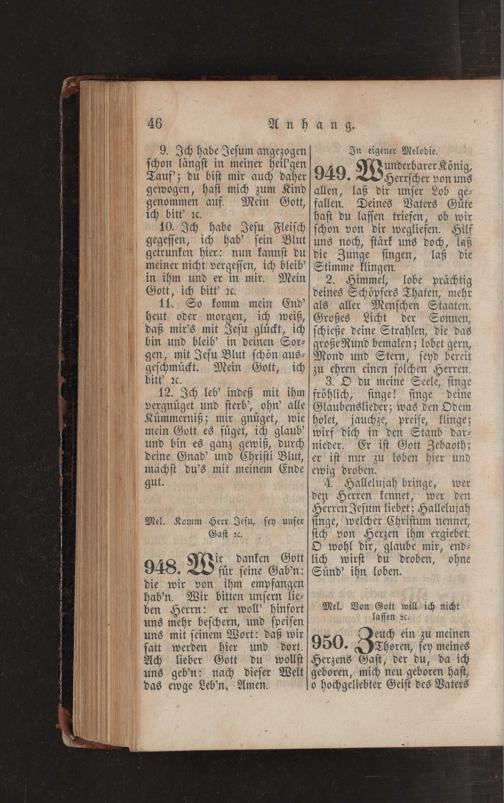 46
Anhang.
9. Ich habe Jesum angezogen
schon längst in meiner heil'gen
Tauf'; du bist mir auch daher
gewogen, hast mich zum Kind
genommen auf. Mein Gott,
ich bitt' ꝛc.
10. Ich habe Jesu Fleisch
gegessen, ich hab' sein Blut
getrunken hier: nun kannst du
meiner nicht vergessen, ich bleib'
in ihm und er in mir. Mein
Gott, ich bitt' ꝛc.
11. So komm mein End'
heut oder morgen, ich weiß,
daß mir's mit Jesu glückt, ich
bin und bleib' in deinen Sor-
gen, mit Jesu Blut schön aus-
geschmückt. Mein Gott, ich
bitt' ꝛc.
12. Ich leb' indeß mit ihm
vergnüget und sterb', ohn' alle
Kümmerniß; mir gnüget, wie
mein Gott es füget, ich glaub'
und bin es ganz gewiß, durch
deine Gnad' und Christi Blut,
machst du's mit meinem Ende
gut.
Mel. Komm Herr Jesu, sey unser
Gast ꝛc.
948. Wir danken Gott
für seine Gab'n:
die wir von ihm empfangen
hab'n. Wir bitten unsern lie-
ben Herrn: er woll' hinfort
uns mehr beschern, und speisen
uns mit seinem Wort: daß wir
satt werden hier und dort.
Ach lieber Gott du wollst
uns geb'n: nach dieser Welt
das ewge Leb'n, Amen.
In eigener Melodie.
949. Wunderbarer König,
Herrscher von uns
allen, laß dir unser Lob ge-
fallen. Deines Vaters Güte
hast du lassen triefen, ob wir
schon von dir wegliefen. Hilf
uns noch, stärk uns doch, laß
die Zunge singen, laß die
Stimme klingen.
2. Himmel, lobe prächtig
deines Schöpfers Thaten, mehr
als aller Menschen Staaten.
Großes Licht der Sonnen,
schieße deine Strahlen, die das
große Rund bemalen; lobet gern,
Mond und Stern, seyd bereit
zu ehren einen solchen Herren.
3. O du meine Seele, singe
fröhlich, singe! singe deine
Glaubenslieder; was den Odem
holet, jauchze, preise, klinge;
wirf dich in den Staub dar-
nieder. Er ist Gott Zebaoth;
er ist nur zu loben hier und
ewig droben.
4. Hallelujah bringe, wer
den Herren kennet, wer den
Herren Jesum liebet; Hallelujah
singe, welcher Christum nennet,
sich von Herzen ihm ergiebet.
O wohl dir, glaube mir, end-
lich wirst du droben, ohne
Sünd' ihn loben.
Mel. Von Gott will ich nicht
lassen ꝛc.
950. Zeuch ein zu meinen
Thoren, sey meines
Herzens Gast, der du, da ich
geboren, mich neu geboren hast,
o hochgeliebter Geist des Vaters